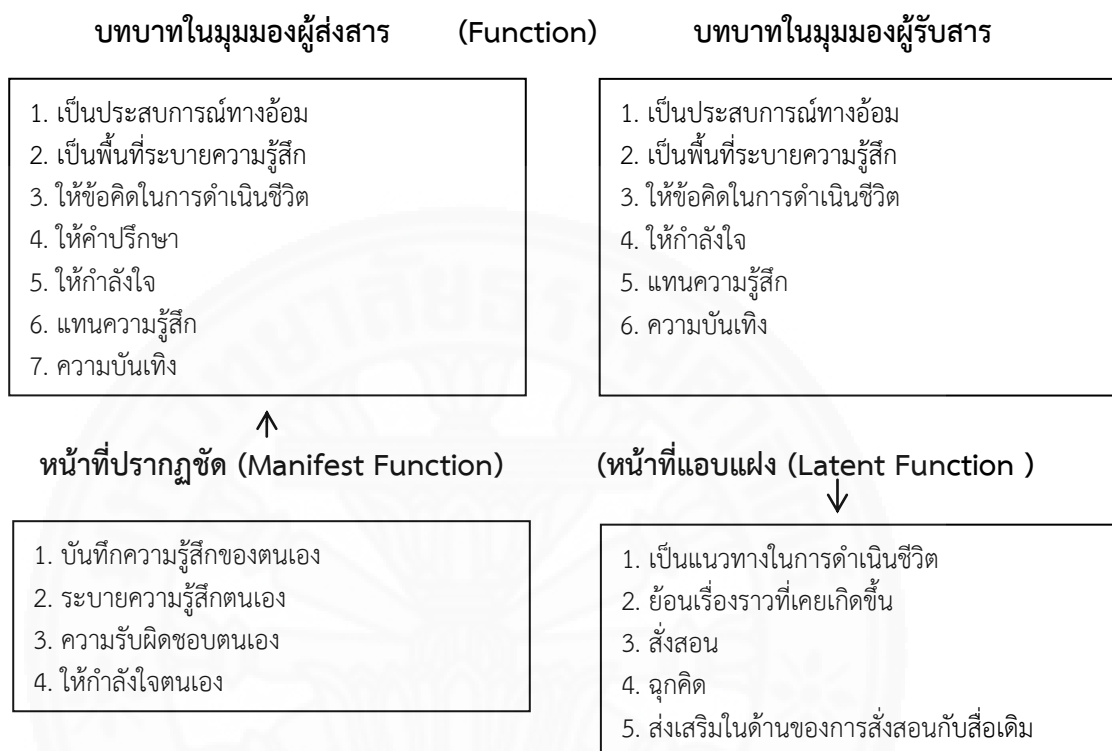 บทบาทในมุมมองผู้ส่งสาร (Function) บทบาทในมุมมองผู้รับสาร
1. เป็นประสบการณ์ทางอ้อม
2. เป็นพื้นที่ระบายความรู้สึก
3. ให้ข้อคิดในการดำเนินชีวิต
4. ให้คำปรึกษา
5. ให้กำลังใจ
6. แทนความรู้สึก
7. ความบันเทิง
1. เป็นประสบการณ์ทางอ้อม
2. เป็นพื้นที่ระบายความรู้สึก
3. ให้ข้อคิดในการดำเนินชีวิต
4. ให้กำลังใจ
5. แทนความรู้สึก
6. ความบันเทิง
หน้าที่ปรากฏชัด (Manifest Function) (หน้าที่แอบแฝง (Latent Function )
1. บันทึกความรู้สึกของตนเอง
2. ระบายความรู้สึกตนเอง
3. ความรับผิดชอบตนเอง
4. ให้กำลังใจตนเอง
1. เป็นแนวทางในการดำเนินชีวิต
2. ย้อนเรื่องราวที่เคยเกิดขึ้น
3. สั่งสอน
4. ฉุกคิด
5. ส่งเสริมในด้านของการสั่งสอนกับสื่อเดิม